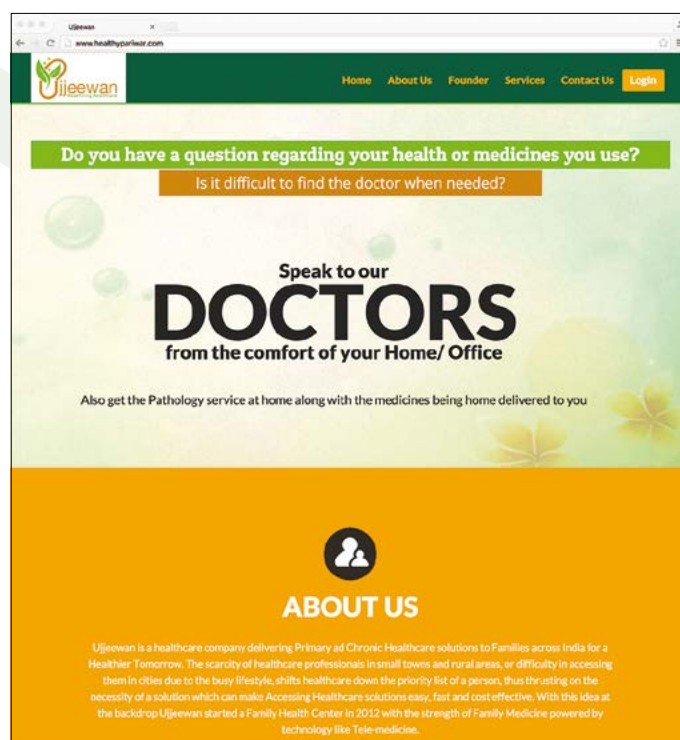 Ujjeewan
www.healthypariwar.com
Ujjeewan
Home About Us Founder Services Contact Us Login
Do you have a question regarding your health or medicines you use?
Is it difficult to find the doctor when needed?
Speak to our
DOCTORS
from the comfort of your Home/ Office
Also get the Pathology service at home along with the medicines being home delivered to you
ABOUT US
Ujjeewan is a healthcare company delivering Primary ad Chronic Healthcare solutions to Families across India for a
Healthier Tomorrow. The scarcity of healthcare professionals in small towns and rural areas, or difficulty in accessing
them in cities due to the busy lifestyle, shifts healthcare down the priority list of a person, thus thrusting on the
necessity of a solution which can make Accessing Healthcare solutions easy, fast and cost effective. With this idea at
the backdrop Ujjeewan started a Family Health Center in 2012 with the strength of Family Medicine powered by
technology like Tele-medicine.